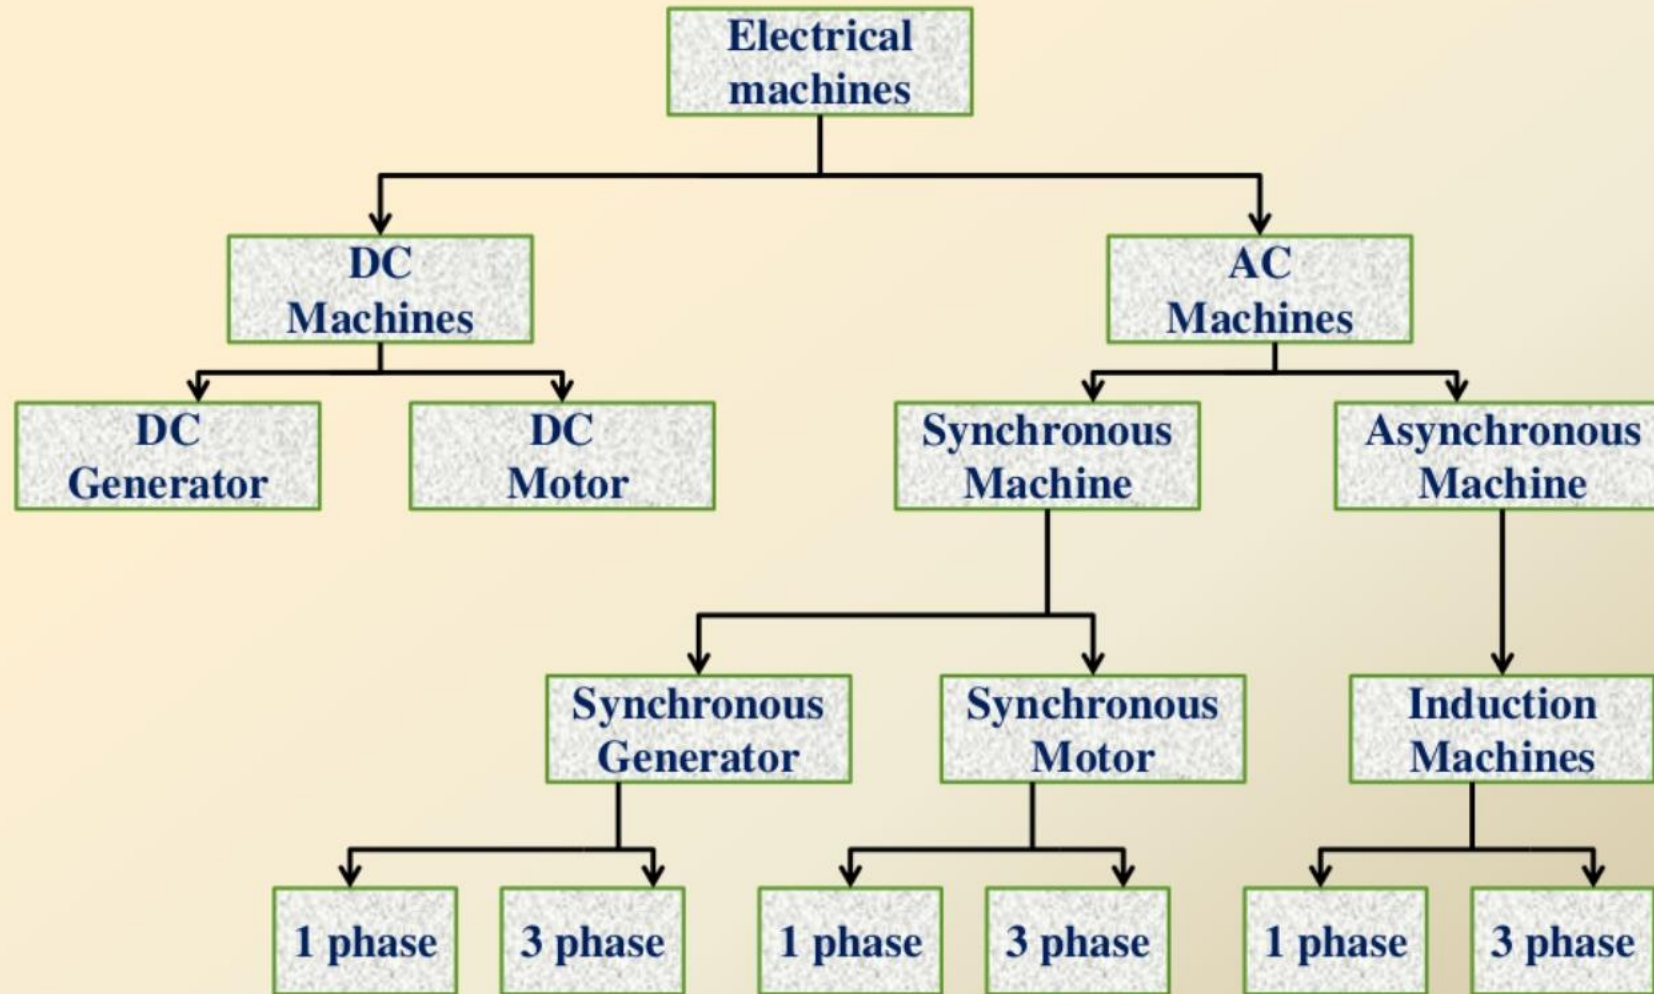 Electrical
machines
DC
Machines
AC
Machines
DC
Generator
DC
Motor
Synchronous
Machine
Asynchronous
Machine
Synchronous
Generator
Synchronous
Motor
Induction
Machines
1 phase
3 phase
1 phase
3 phase
1 phase
3 phase